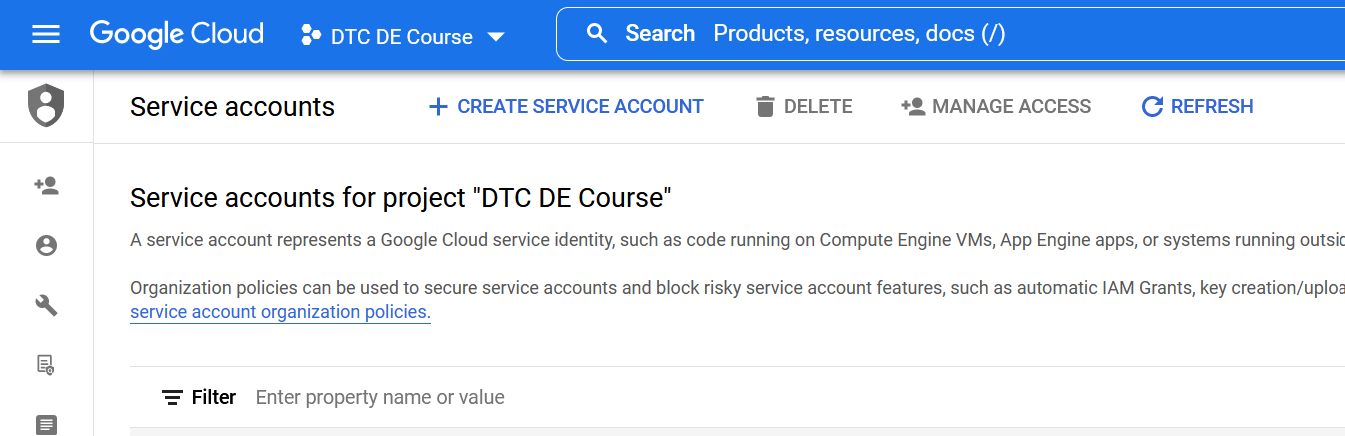 Google Cloud DTC DE Course Search Products, resources, docs (/)
Service accounts CREATE SERVICE ACCOUNT DELETE MANAGE ACCESS REFRESH
Service accounts for project "DTC DE Course"
A service account represents a Google Cloud service identity, such as code running on Compute Engine VMs, App Engine apps, or systems running
Organization policies can be used to secure service accounts and block risky service account features, such as automatic IAM Grants, key
service account organization policies.
Filter Enter property name or value